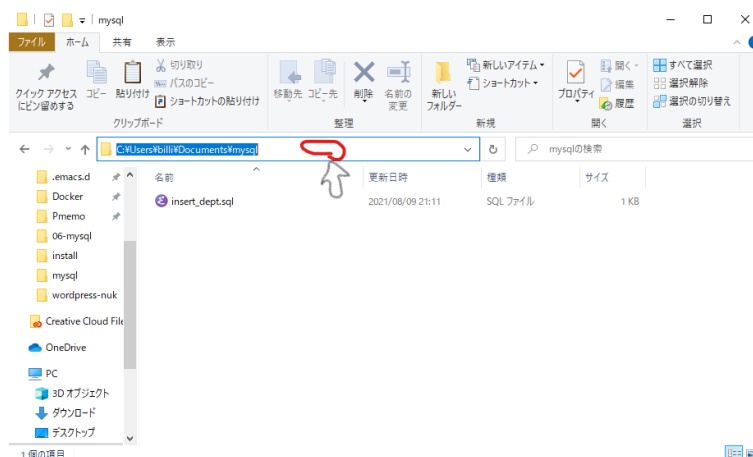 mysql
ファイル ホーム 共有 表示
クイック アクセス
にピン留めする
コピー
貼り付け
切り取り
パスのコピー
ショートカットの貼り付け
クリップボード
移動先
コピー先
削除
名前の
変更
整理
新しい
フォルダー
新しいアイテム
ショートカット
新規
プロパティ
開く
編集
履歴
開く
すべて選択
選択解除
選択の切り替え
選択
C:¥Users¥billi¥Documents¥mysql
mysqlの検索
.emacs.d
Docker
Pmemo
06-mysql
install
mysql
wordpress-nuk
Creative Cloud File
OneDrive
PC
3D オブジェクト
ダウンロード
デスクトップ
名前 更新日時 種類 サイズ
insert_dept.sql 2021/08/09 21:11 SQL ファイル 1 KB
1 個の項目